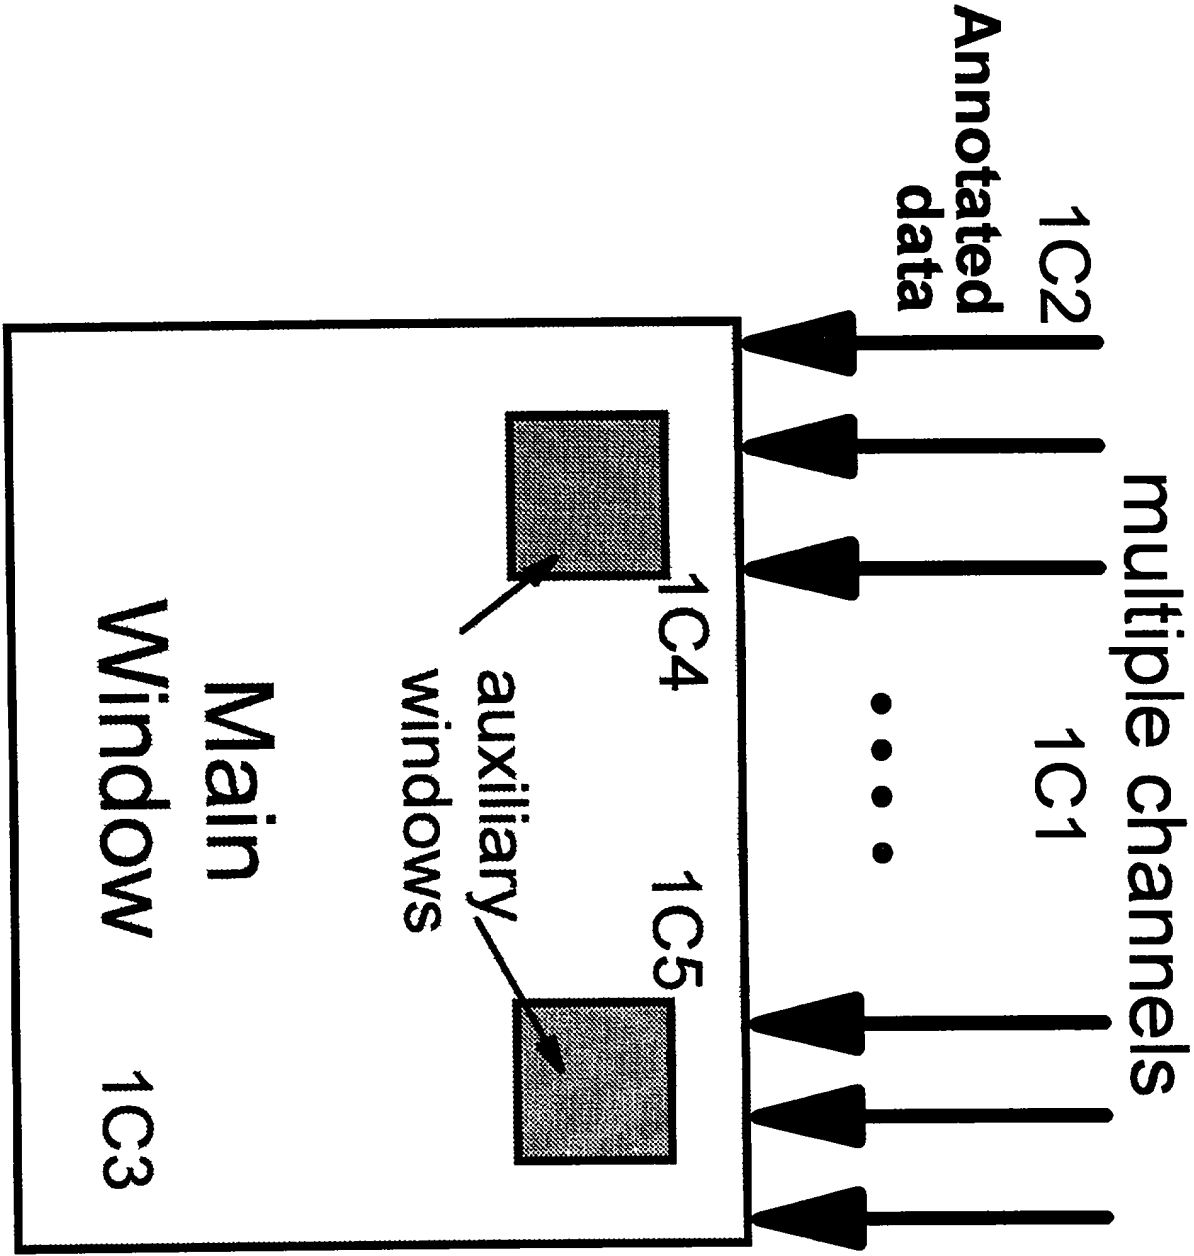 multiple channels
1C2
1C1
Annotated
data
1C4
1C5
auxiliary
windows
Main
Window
1C3